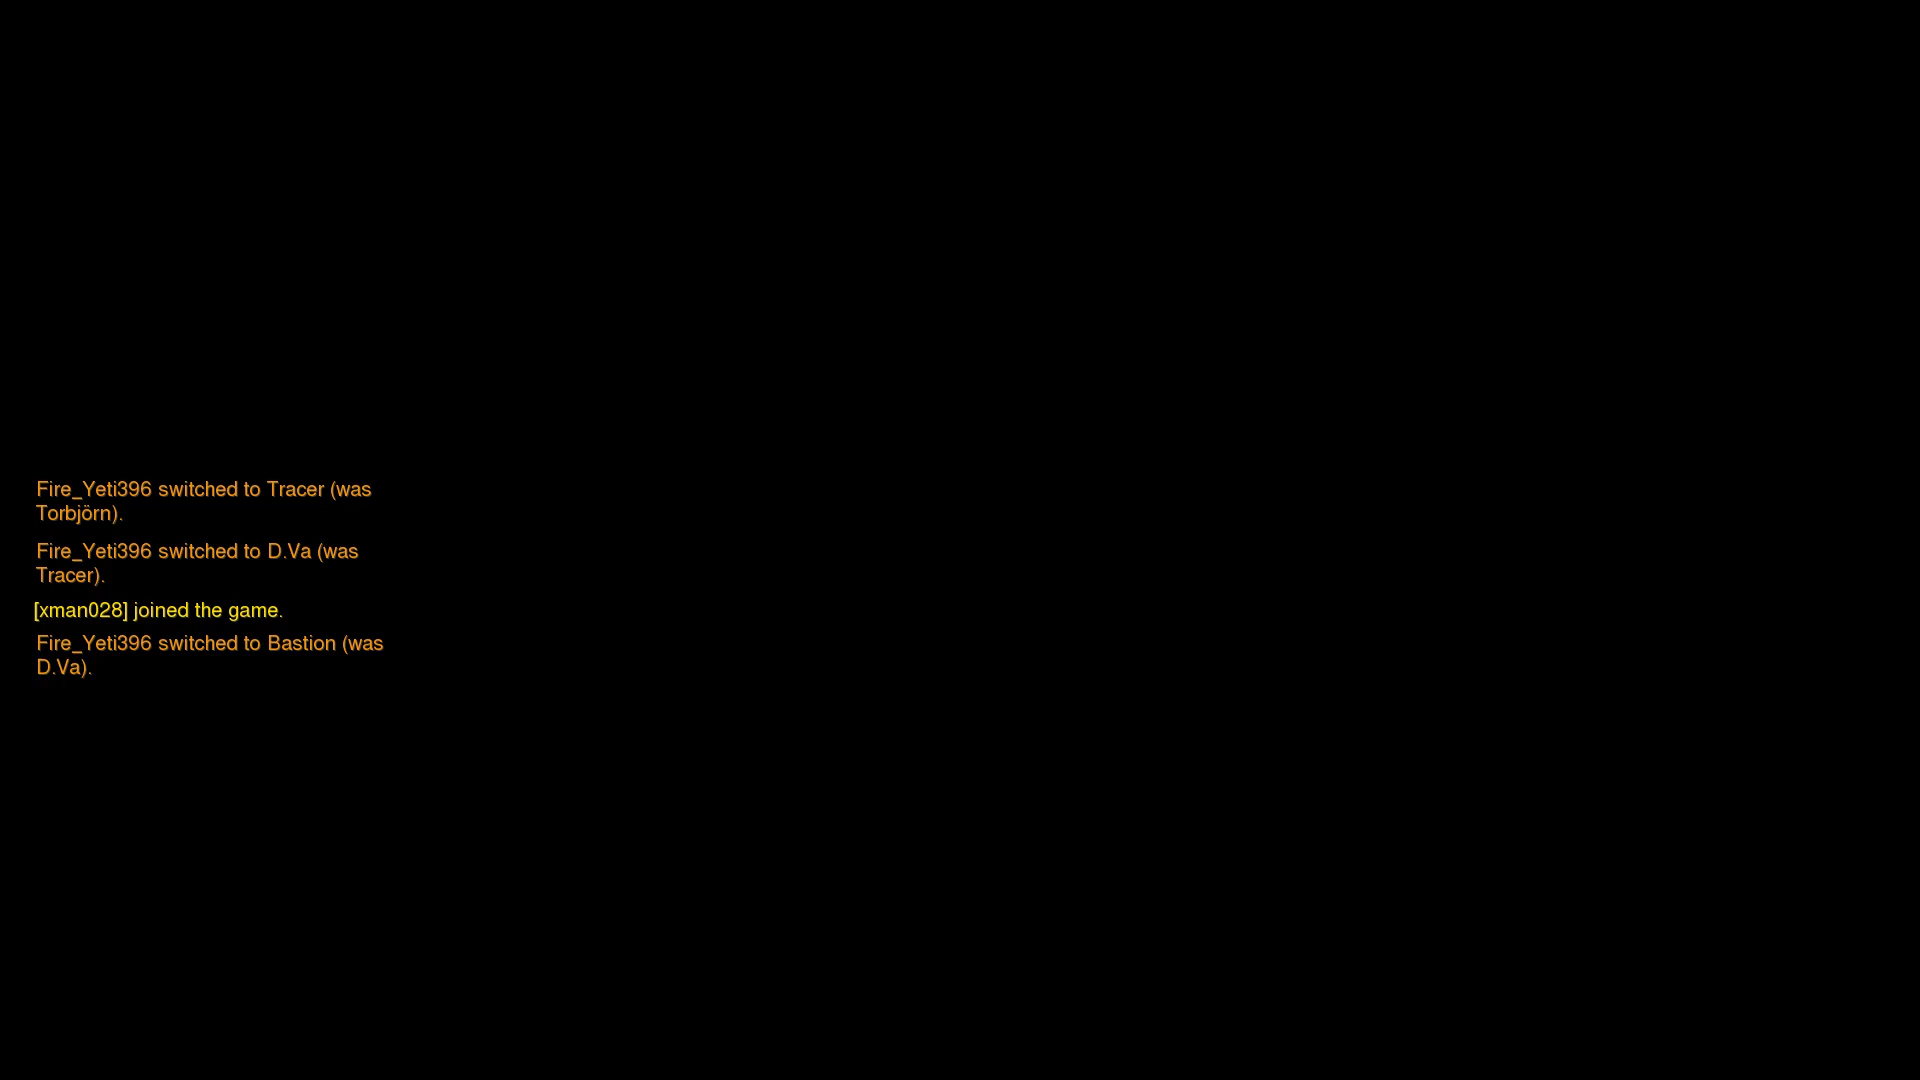 Fire_Yeti396 switched to Tracer (was
Torbjörn).
Fire_Yeti396 switched to D.Va (was
Tracer).
[xman028] joined the game.
Fire_Yeti396 switched to Bastion (was
D.Va).